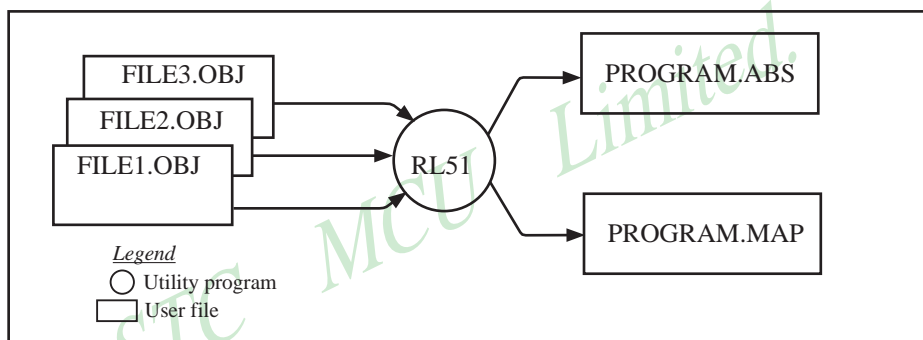 FILE3.OBJ
FILE2.OBJ
FILE1.OBJ
RL51
PROGRAM.ABS
PROGRAM.MAP
Legend
Utility program
User file
STC MCU Limited.